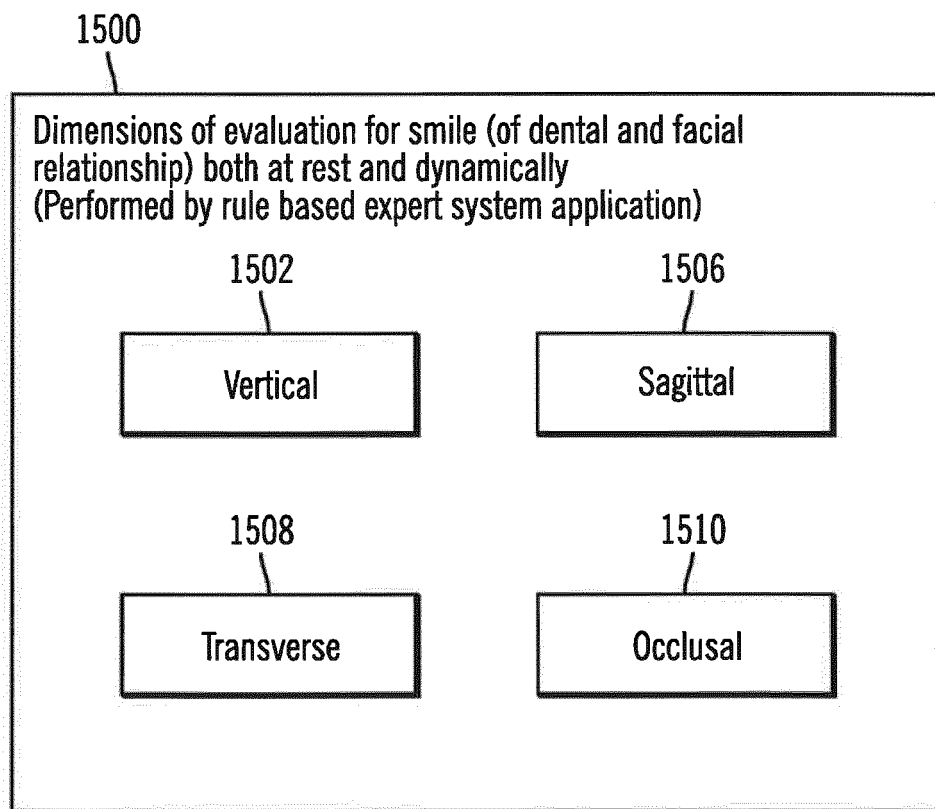 1500
Dimensions of evaluation for smile (of dental and facial
relationship) both at rest and dynamically
(Performed by rule based expert system application)
1502
1506
Vertical
Sagittal
1508
1510
Transverse
Occlusal